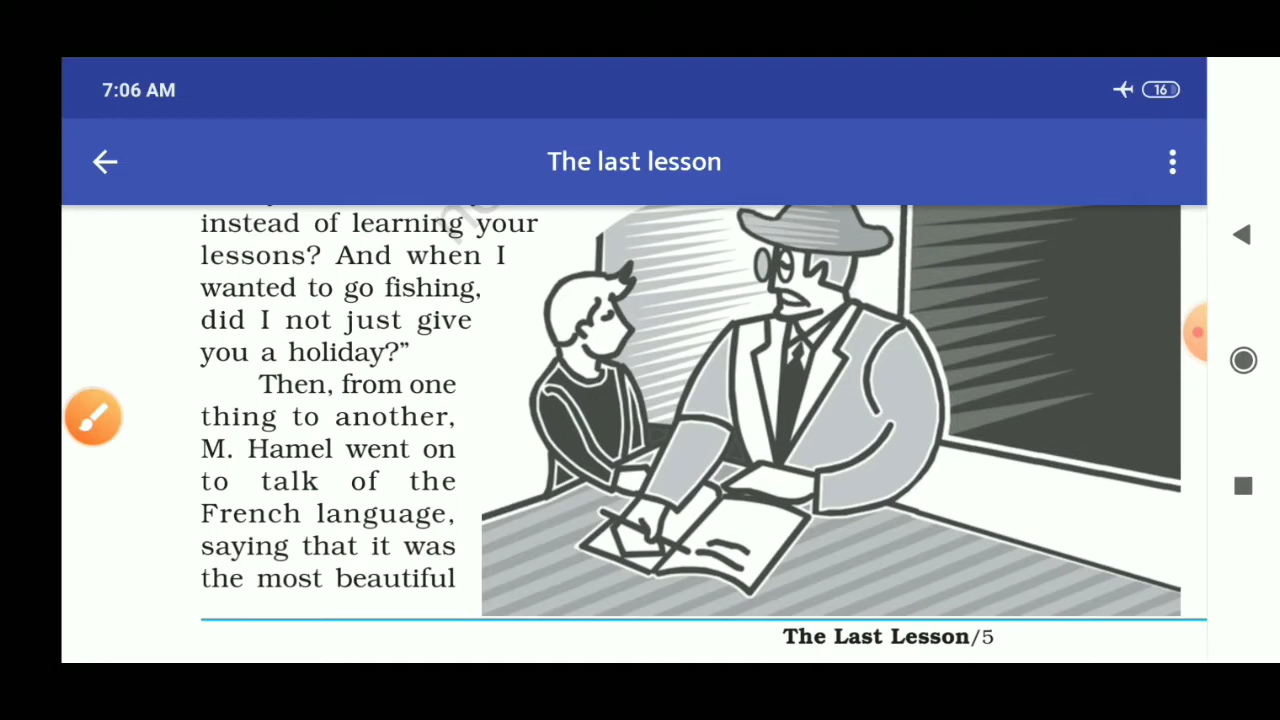 7:06 AM
16
The last lesson
instead of learning your
lessons? And when I
wanted to go fishing,
did I not just give
you a holiday?”
Then, from one
thing to another,
M. Hamel went on
to talk of the
French language,
saying that it was
the most beautiful
The Last Lesson/5